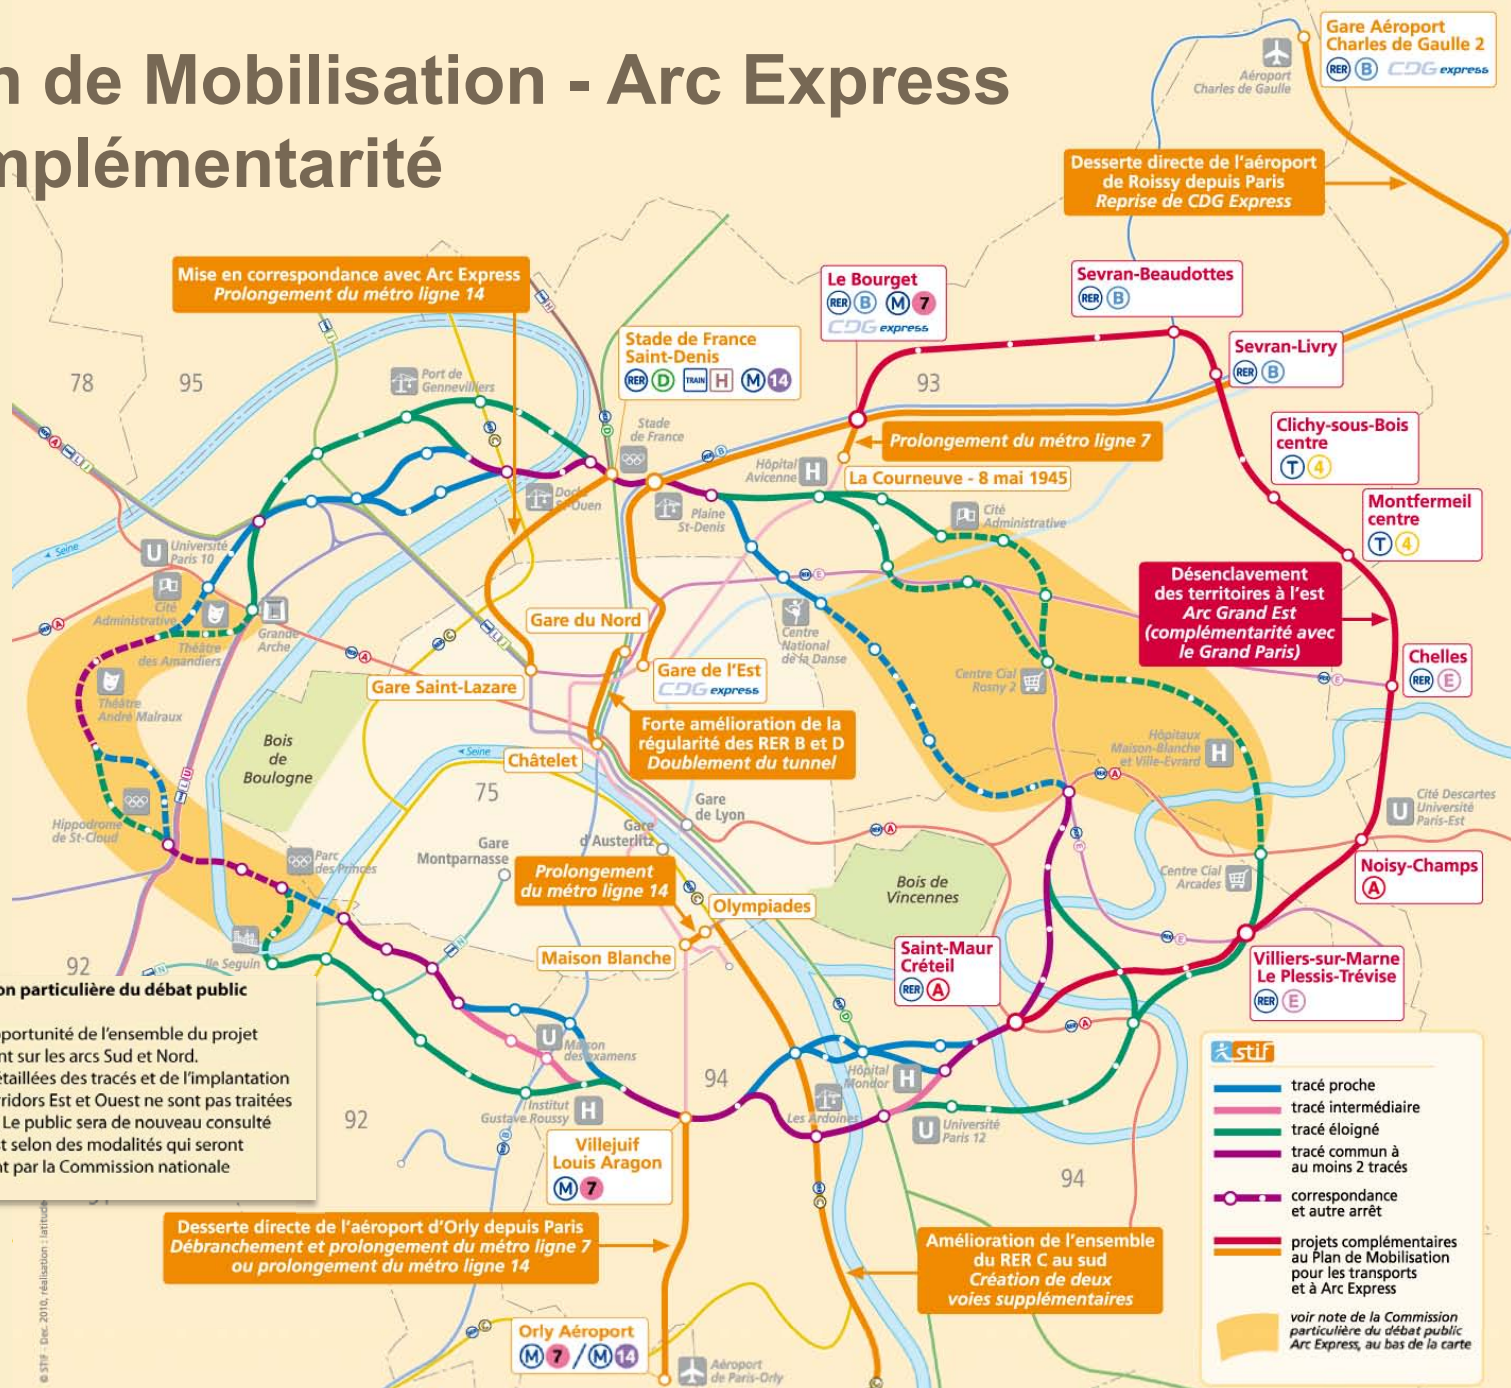 n de Mobilisation - Arc Express
mplémentarité
Gare Aéroport
Charles de Gaulle 2
RER B CDG express
Aéroport
Charles de Gaulle
Desserte directe de l'aéroport
de Roissy depuis Paris
Reprise de CDG Express
Mise en correspondance avec Arc Express
Prolongement du métro ligne 14
Le Bourget
RER B M 7
CDG express
Sevran-Beaudottes
RER B
Stade de France
Saint-Denis
RER D TRAIN H M 14
Sevran-Livry
RER B
78
95
93
Port de
Gennevilliers
Stade
de France
Clichy-sous-Bois
centre
T 4
Prolongement du métro ligne 7
Hôpital
Avicenne
H
La Courneuve - 8 mai 1945
Docks
St-Ouen
Plaine
St-Denis
Cité
Administrative
Montfermeil
centre
T 4
Seine
U
Université
Paris 10
Cité
Administrative
Théâtre
des Amandiers
Grande
Arche
Désenclavement
des territoires à l'est
Arc Grand Est
(complémentarité avec
le Grand Paris)
Gare du Nord
Centre
National
de la Danse
Gare Saint-Lazare
Gare de l'Est
CDG express
Centre Cial
Rosny 2
Chelles
RER E
Théâtre
André Malraux
Forte amélioration de la
régularité des RER B et D
Doublement du tunnel
Bois
de
Boulogne
Seine
Châtelet
Hôpitaux
Maison-Blanche
et Ville-Evrard
H
75
Gare
de Lyon
Cité Descartes
Université
Paris-Est
U
Hippodrome
de St-Cloud
Gare
d'Austerlitz
Gare
Montparnasse
Parc
des Princes
Prolongement
du métro ligne 14
Bois de
Vincennes
Centre Cial
Arcades
Noisy-Champs
A
Olympiades
Maison Blanche
Ile Seguin
92
Saint-Maur
Créteil
RER A
Villiers-sur-Marne
Le Plessis-Trévise
RER E
on particulière du débat public
pportunité de l'ensemble du projet
nt sur les arcs Sud et Nord.
étaillées des tracés et de l'implantation
rridors Est et Ouest ne sont pas traitées
Le public sera de nouveau consulté
st selon des modalités qui seront
nt par la Commission nationale
U
Maison
des examens
Institut
Gustave Roussy
H
92
94
Hôpital
Mondor
H
Les Ardoines
U
Université
Paris 12
94
Villejuif
Louis Aragon
M 7
Desserte directe de l'aéroport d'Orly depuis Paris
Débranchement et prolongement du métro ligne 7
ou prolongement du métro ligne 14
Amélioration de l'ensemble
du RER C au sud
Création de deux
voies supplémentaires
Orly Aéroport
M 7 / M 14
Aéroport
de Paris-Orly
stif
tracé proche
tracé intermédiaire
tracé éloigné
tracé commun à
au moins 2 tracés
correspondance
et autre arrêt
projets complémentaires
au Plan de Mobilisation
pour les transports
et à Arc Express
voir note de la Commission
particulière du débat public
Arc Express, au bas de la carte
© STIF - Dec. 2010, réalisation : latitude